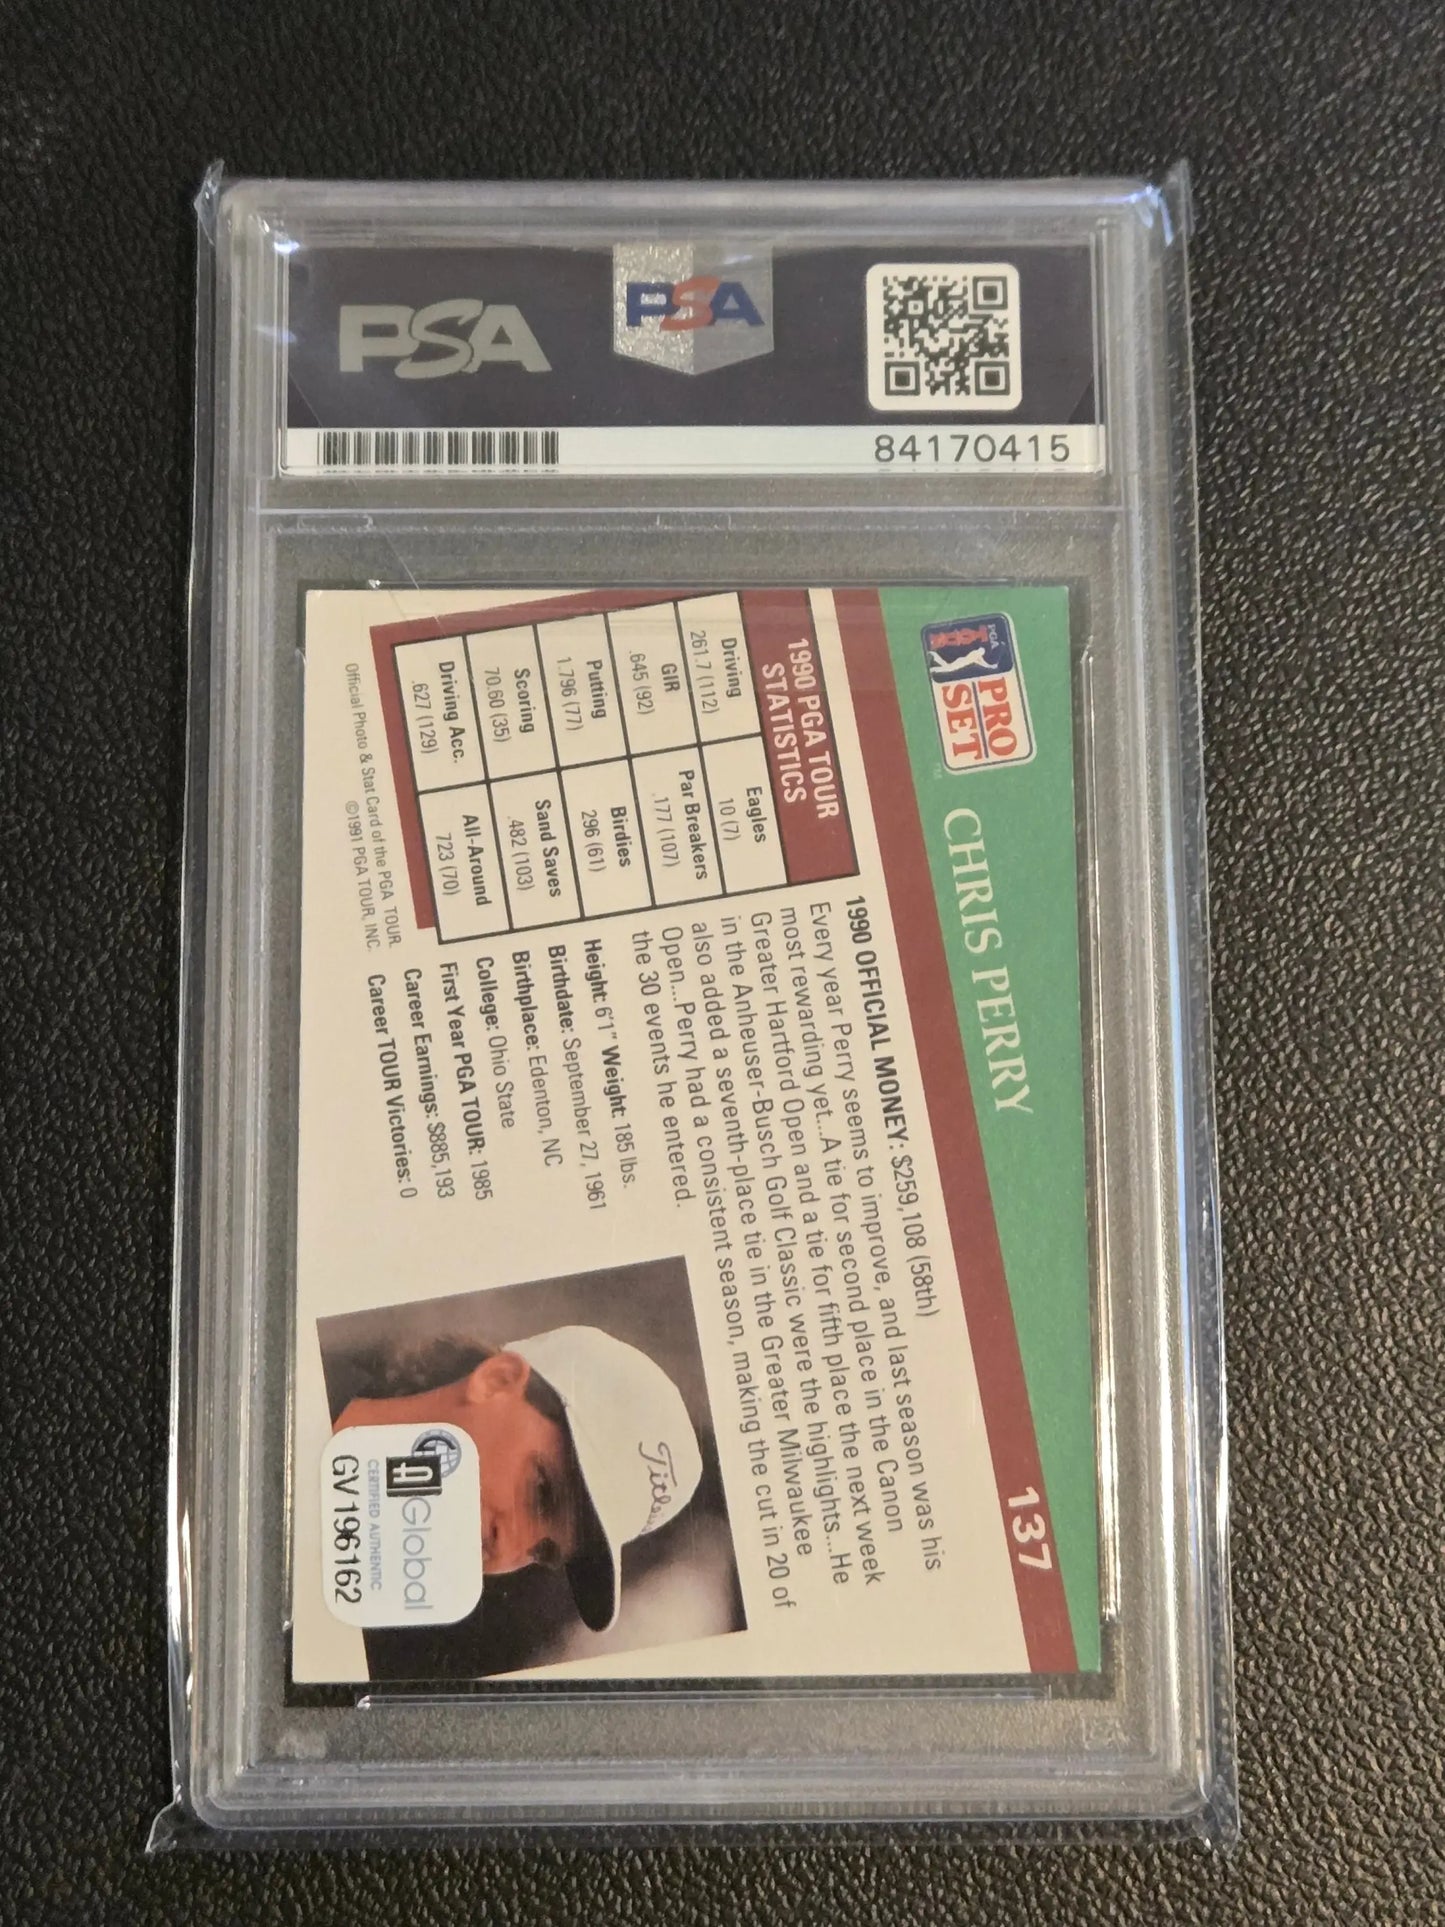 PSA
PSA
84170415
PGA TOUR
PRO
SET
TM
CHRIS PERRY
137
1990 PGA TOUR
STATISTICS
Driving
261.7 (112)
Eagles
10 (7)
GIR
.645 (92)
Par Breakers
.177 (107)
Putting
1.796 (77)
Birdies
296 (61)
Scoring
70.60 (35)
Sand Saves
.482 (103)
Driving Acc.
.627 (129)
All-Around
723 (70)
Official Photo & Stat Card of the PGA TOUR.
©1991 PGA TOUR, INC.
1990 OFFICIAL MONEY: $259,108 (58th)
Every year Perry seems to improve, and last season was his
most rewarding yet...A tie for second place in the Canon
Greater Hartford Open and a tie for fifth place the next week
in the Anheuser-Busch Golf Classic were the highlights...He
also added a seventh-place tie in the Greater Milwaukee
Open...Perry had a consistent season, making the cut in 20 of
the 30 events he entered.
Height: 6'1" Weight: 185 lbs.
Birthdate: September 27, 1961
Birthplace: Edenton, NC
College: Ohio State
First Year PGA TOUR: 1985
Career Earnings: $885,193
Career TOUR Victories: 0
GA Global
CERTIFIED AUTHENTIC
GV 196162